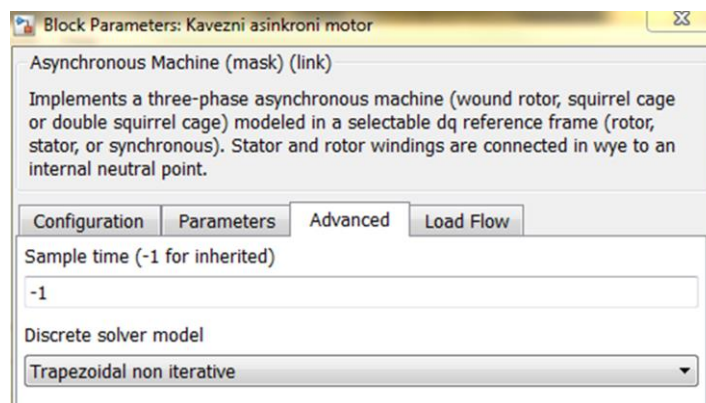 Block Parameters: Kavezni asinkroni motor
Asynchronous Machine (mask) (link)
Implements a three-phase asynchronous machine (wound rotor, squirrel cage
or double squirrel cage) modeled in a selectable dq reference frame (rotor,
stator, or synchronous). Stator and rotor windings are connected in wye to an
internal neutral point.
Configuration Parameters Advanced Load Flow
Sample time (-1 for inherited)
-1
Discrete solver model
Trapezoidal non iterative